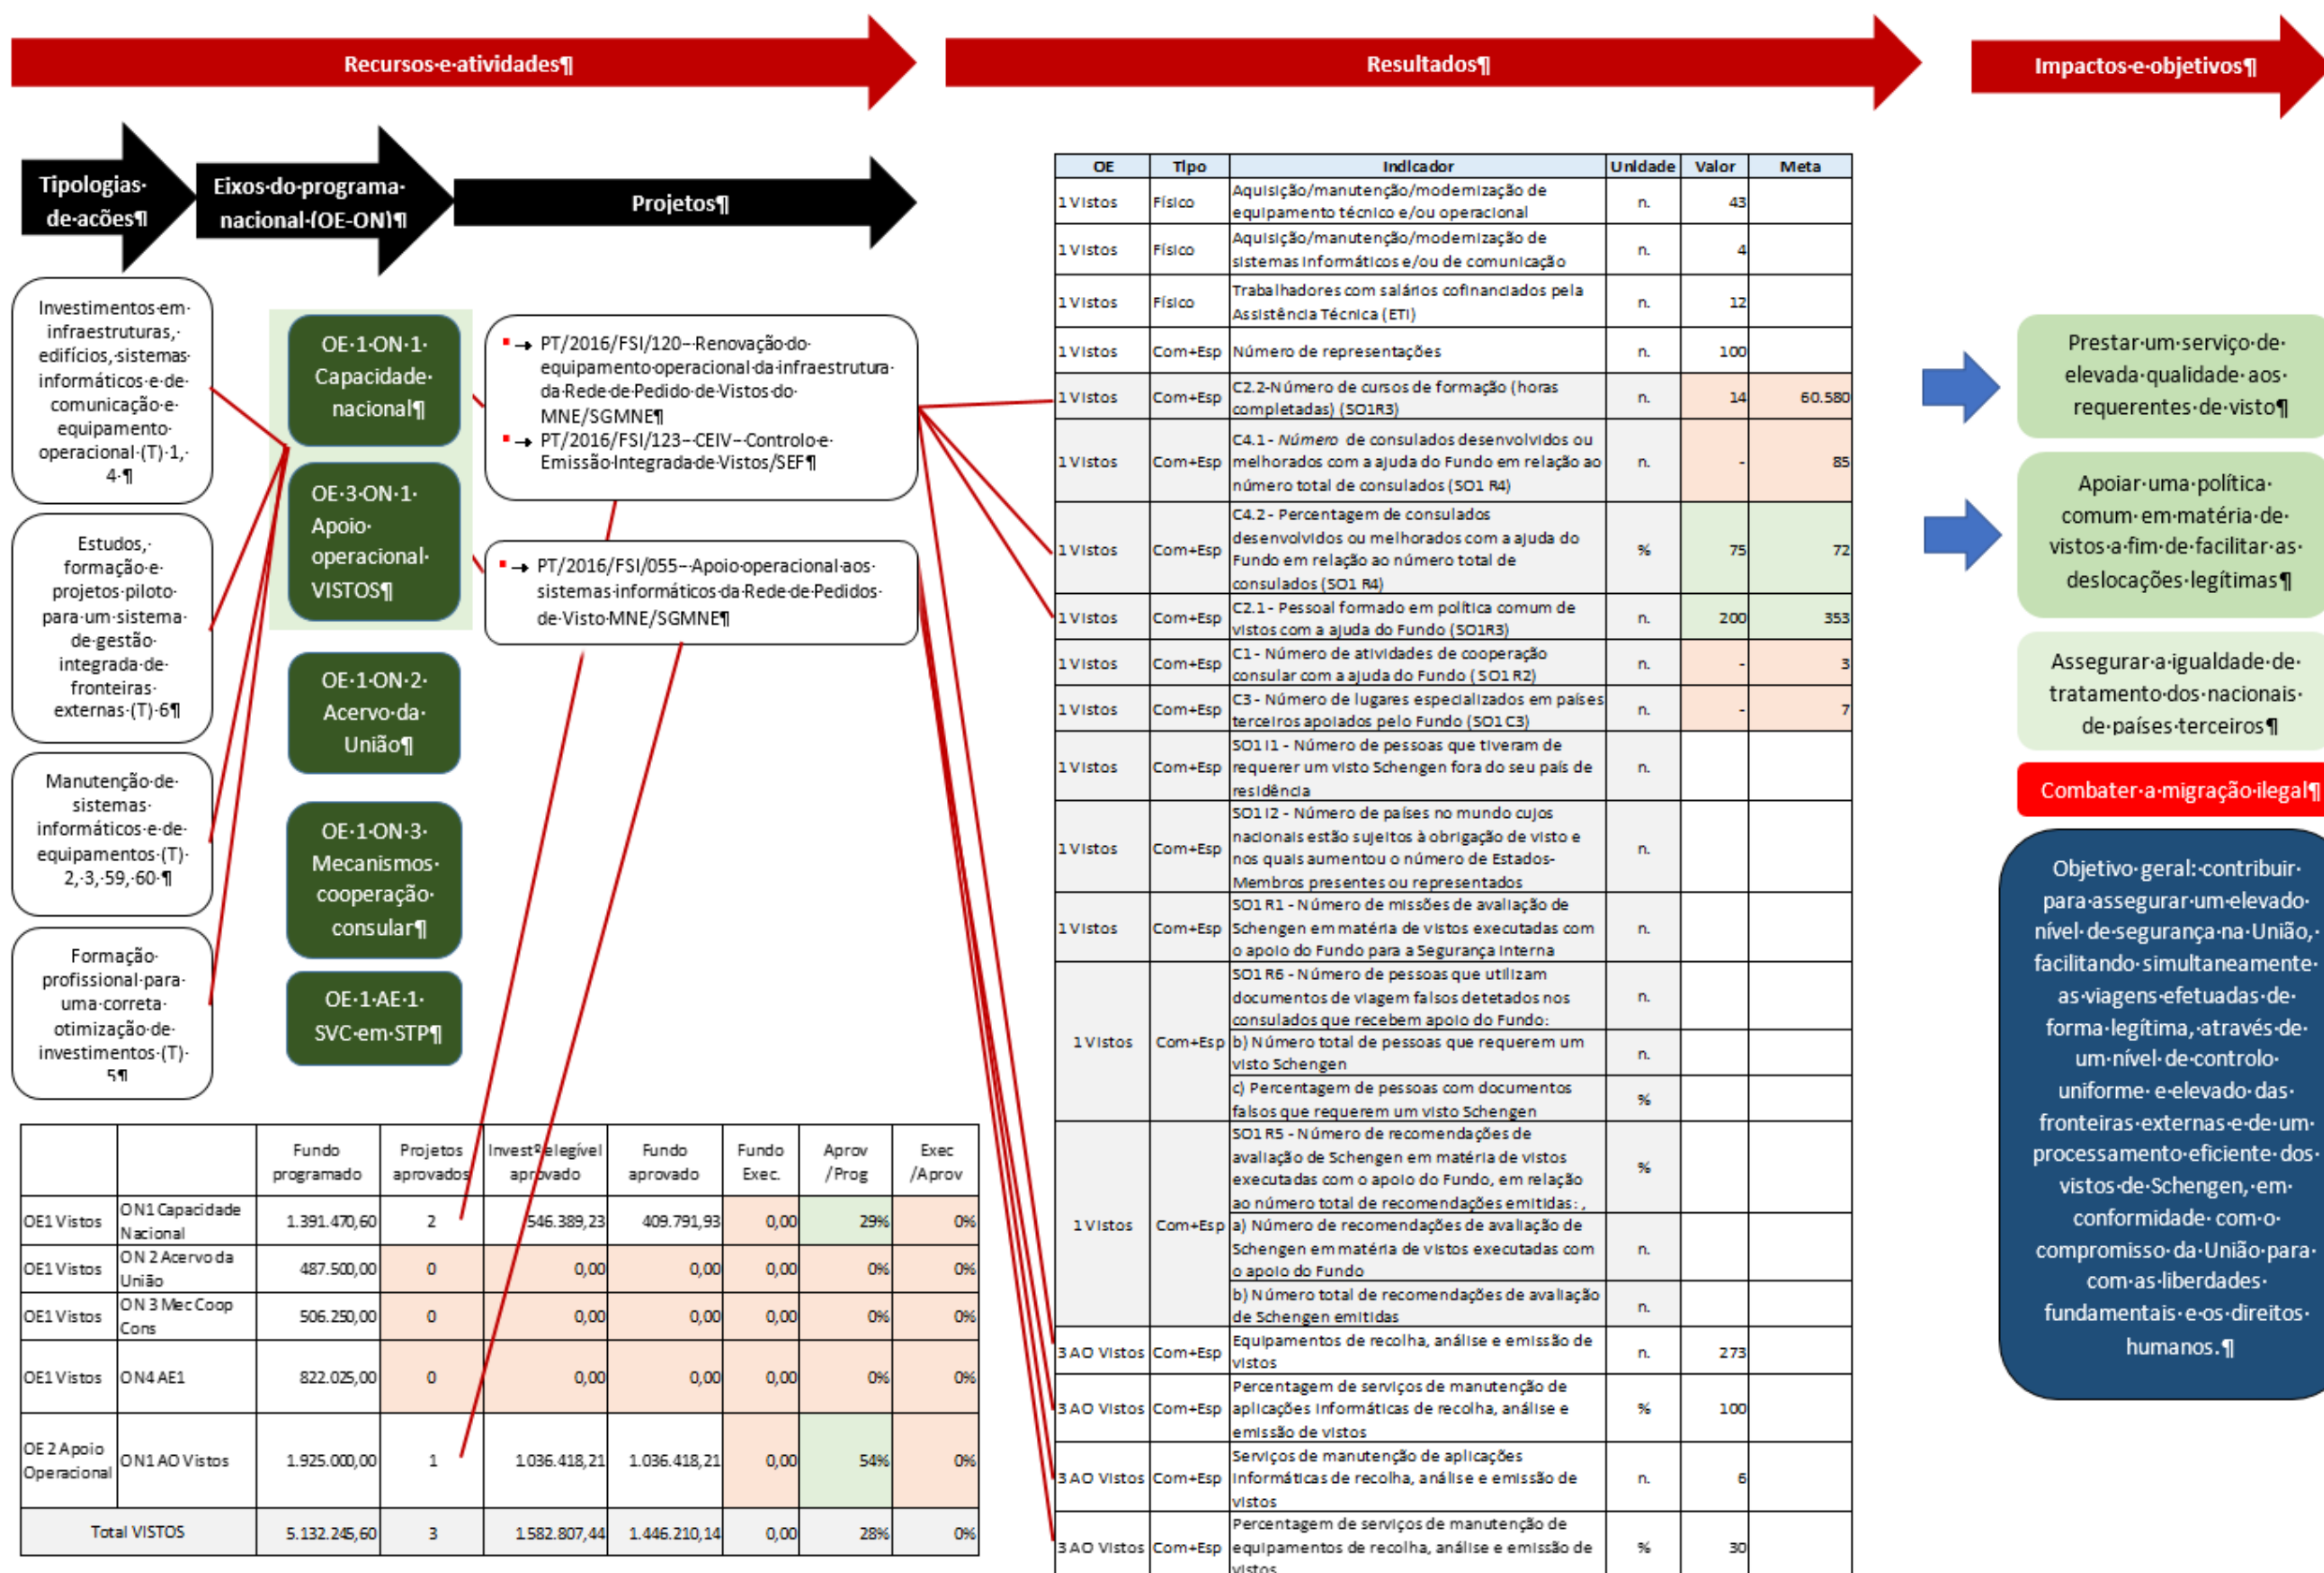 Recursos·e·atividades¶
Resultados¶
Impactos·e·objetivos¶
Tipologias·
de·acões¶
Eixos·do·programa·
nacional·(OE-ON)¶
Projetos¶
Investimentos·em·
infraestruturas,·
edifícios,·sistemas·
informáticos·e·de·
comunicação·e·
equipamento·
operacional·(T)·1,·
4·¶
Estudos,·
formação·e·
projetos·piloto·
para·um·sistema·
de·gestão·
integrada·de·
fronteiras·
externas·(T)·6¶
Manutenção·de·
sistemas·
informáticos·e·de·
equipamentos·(T)·
2,·3,·59,·60·¶
Formação·
profissional·para·
uma·correta·
otimização·de·
investimentos·(T)·
5¶
OE·1·ON·1·
Capacidade·
nacional¶
OE·3·ON·1·
Apoio·
operacional·
VISTOS¶
OE·1·ON·2·
Acervo·da·
União¶
OE·1·ON·3·
Mecanismos·
cooperação·
consular¶
OE·1·AE·1·
SVC·em·STP¶
▪→ PT/2016/FSI/120·-·Renovação·do·
equipamento·operacional·da·infraestrutura·
da·Rede·de·Pedido·de·Vistos·do·
MNE/SGMNE¶
▪→ PT/2016/FSI/123·-·CEIV·-·Controlo·e·
Emissão·Integrada·de·Vistos/SEF¶
▪→ PT/2016/FSI/055·-·Apoio·operacional·aos·
sistemas·informáticos·da·Rede·de·Pedidos·
de·Visto·MNE/SGMNE¶
Fundo programado Projetos aprovados Investº elegível aprovado Fundo aprovado Fundo Exec. Aprov /Prog Exec /Aprov
OE1 Vistos ON1 Capacidade Nacional 1.391.470,60 2 546.389,23 409.791,93 0,00 29% 0%
OE1 Vistos ON 2 Acervo da União 487.500,00 0 0,00 0,00 0,00 0% 0%
OE1 Vistos ON 3 Mec Coop Cons 506.250,00 0 0,00 0,00 0,00 0% 0%
OE1 Vistos ON4 AE1 822.025,00 0 0,00 0,00 0,00 0% 0%
OE 2 Apoio Operacional ON1 AO Vistos 1.925.000,00 1 1.036.418,21 1.036.418,21 0,00 54% 0%
Total VISTOS 5.132.245,60 3 1.582.807,44 1.446.210,14 0,00 28% 0%
OE Tipo Indicador Unidade Valor Meta
1 Vistos Físico Aquisição/manutenção/modernização de
equipamento técnico e/ou operacional n. 43
1 Vistos Físico Aquisição/manutenção/modernização de
sistemas informáticos e/ou de comunicação n. 4
1 Vistos Físico Trabalhadores com salários cofinanciados pela
Assistência Técnica (ETI) n. 12
1 Vistos Com+Esp Número de representações n. 100
1 Vistos Com+Esp C2.2-Número de cursos de formação (horas
completadas) (SO1R3) n. 14 60.580
1 Vistos Com+Esp C4.1 - Número de consulados desenvolvidos ou
melhorados com a ajuda do Fundo em relação ao
número total de consulados (SO1 R4) n. - 85
1 Vistos Com+Esp C4.2 - Percentagem de consulados
desenvolvidos ou melhorados com a ajuda do
Fundo em relação ao número total de
consulados (SO1 R4) % 75 72
1 Vistos Com+Esp C2.1 - Pessoal formado em política comum de
vistos com a ajuda do Fundo (SO1R3) n. 200 353
1 Vistos Com+Esp C1 - Número de atividades de cooperação
consular com a ajuda do Fundo ( SO1 R2) n. - 3
1 Vistos Com+Esp C3 - Número de lugares especializados em países
terceiros apoiados pelo Fundo (SO1 C3) n. - 7
1 Vistos Com+Esp SO1 I1 - Número de pessoas que tiveram de
requerer um visto Schengen fora do seu país de
residência n.
1 Vistos Com+Esp SO1 I2 - Número de países no mundo cujos
nacionais estão sujeitos à obrigação de visto e
nos quais aumentou o número de Estados-
Membros presentes ou representados n.
1 Vistos Com+Esp SO1 R1 - Número de missões de avaliação de
Schengen em matéria de vistos executadas com
o apoio do Fundo para a Segurança Interna n.
1 Vistos Com+Esp SO1 R6 - Número de pessoas que utilizam
documentos de viagem falsos detetados nos
consulados que recebem apoio do Fundo: n.
b) Número total de pessoas que requerem um
visto Schengen n.
c) Percentagem de pessoas com documentos
falsos que requerem um visto Schengen %
1 Vistos Com+Esp SO1 R5 - Número de recomendações de
avaliação de Schengen em matéria de vistos
executadas com o apoio do Fundo, em relação
ao número total de recomendações emitidas: , %
a) Número de recomendações de avaliação de
Schengen em matéria de vistos executadas com
o apoio do Fundo n.
b) Número total de recomendações de avaliação
de Schengen emitidas n.
3 AO Vistos Com+Esp Equipamentos de recolha, análise e emissão de
vistos n. 273
3 AO Vistos Com+Esp Percentagem de serviços de manutenção de
aplicações informáticas de recolha, análise e
emissão de vistos % 100
3 AO Vistos Com+Esp Serviços de manutenção de aplicações
informáticas de recolha, análise e emissão de
vistos n. 6
3 AO Vistos Com+Esp Percentagem de serviços de manutenção de
equipamentos de recolha, análise e emissão de
vistos % 30
Prestar·um·serviço·de·
elevada·qualidade·aos·
requerentes·de·visto¶
Apoiar·uma·política·
comum·em·matéria·de·
vistos·a·fim·de·facilitar·as·
deslocações·legítimas¶
Assegurar·a·igualdade·de·
tratamento·dos·nacionais·
de·países·terceiros¶
Combater·a·migração·ilegal¶
Objetivo·geral:·contribuir·
para·assegurar·um·elevado·
nível·de·segurança·na·União,·
facilitando·simultaneamente·
as·viagens·efetuadas·de·
forma·legítima,·através·de·
um·nível·de·controlo·
uniforme·e·elevado·das·
fronteiras·externas·e·de·um·
processamento·eficiente·dos·
vistos·de·Schengen,·em·
conformidade·com·o·
compromisso·da·União·para·
com·as·liberdades·
fundamentais·e·os·direitos·
humanos.¶